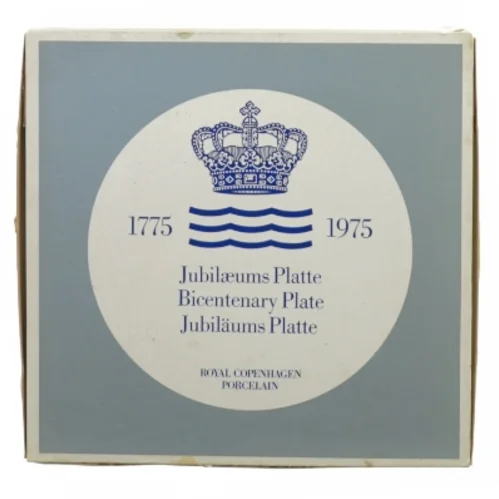 1775 1975
Jubilæums Platte
Bicentenary Plate
Jubiläums Platte
ROYAL COPENHAGEN
PORCELAIN